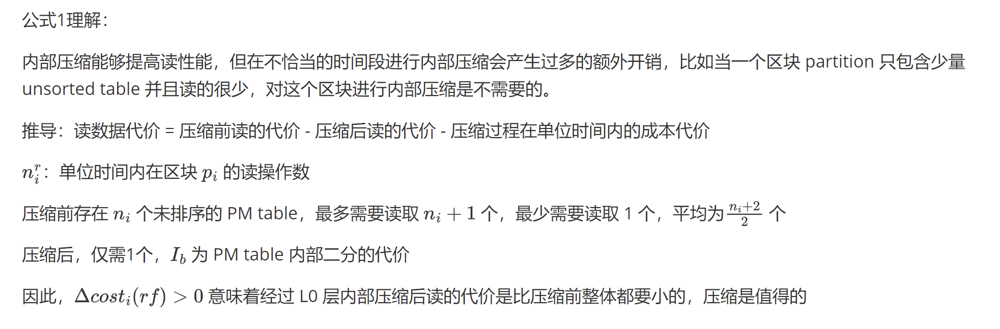 公式1理解：
内部压缩能够提高读性能，但在不恰当的时间段进行内部压缩会产生过多的额外开销，比如当一个区块 partition 只包含少量
unsorted table 并且读的很少，对这个区块进行内部压缩是不需要的。
推导：读数据代价 = 压缩前读的代价 - 压缩后读的代价 - 压缩过程在单位时间内的成本代价
$n_i^r$：单位时间内在区块 $p_i$ 的读操作数
压缩前存在 $n_i$ 个未排序的 PM table，最多需要读取 $n_i + 1$ 个，最少需要读取 1 个，平均为 $\frac{n_i+2}{2}$ 个
压缩后，仅需1个，$I_b$ 为 PM table 内部二分的代价
因此，$\Delta cost_i(rf) > 0$ 意味着经过 L0 层内部压缩后读的代价是比压缩前整体都要小的，压缩是值得的